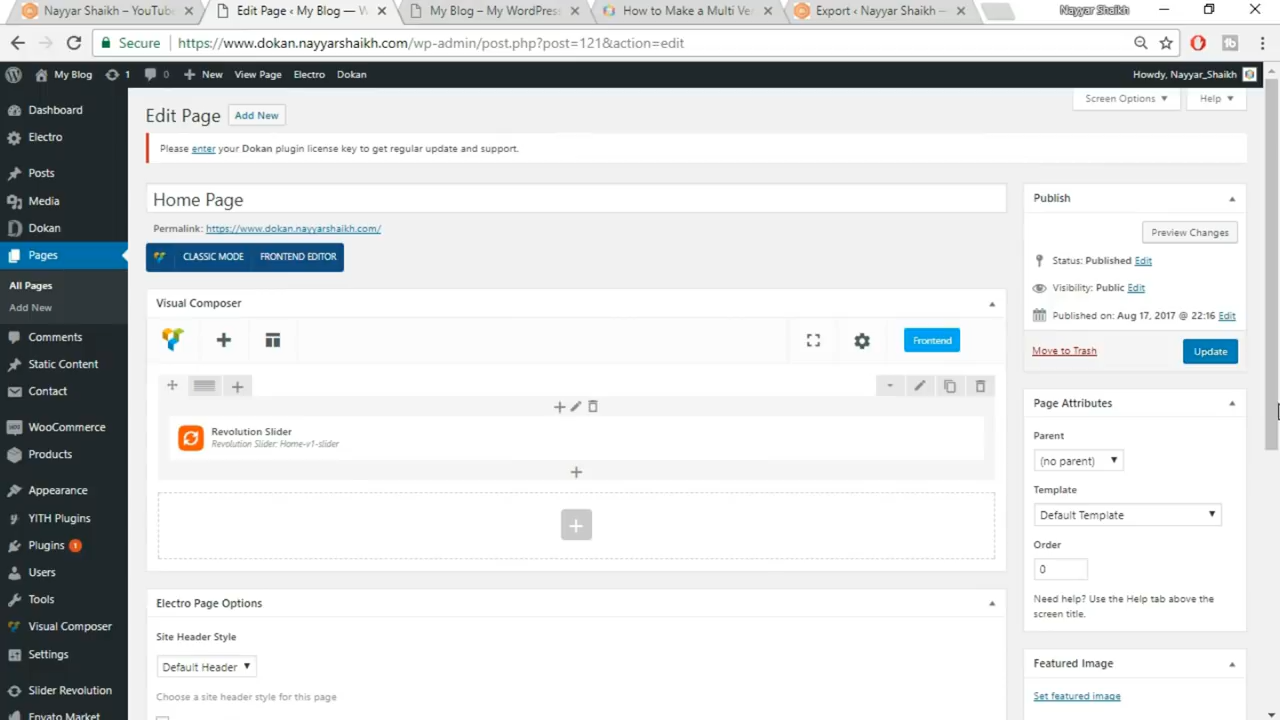 Nayyar Shaikh – YouTub
Edit Page ‹ My Blog — W
My Blog – My WordPress
How to Make a Multi Ve
Export ‹ Nayyar Shaikh —
Nayyar Shaikh
Secure
https://www.dokan.nayyarshaikh.com/wp-admin/post.php?post=121&action=edit
My Blog 1 0 New View Page Electro Dokan
Howdy, Nayyar_Shaikh
Dashboard
Electro
Posts
Media
Dokan
Pages
All Pages
Add New
Comments
Static Content
Contact
WooCommerce
Products
Appearance
YITH Plugins
Plugins 1
Users
Tools
Visual Composer
Settings
Slider Revolution
Envato Market
Screen Options Help
Edit Page Add New
Please enter your Dokan plugin license key to get regular update and support.
Home Page
Permalink: https://www.dokan.nayyarshaikh.com/
CLASSIC MODE FRONTEND EDITOR
Visual Composer
Frontend
Revolution Slider
Revolution Slider: Home-v1-slider
Electro Page Options
Site Header Style
Default Header
Choose a site header style for this page
Publish
Preview Changes
Status: Published Edit
Visibility: Public Edit
Published on: Aug 17, 2017 @ 22:16 Edit
Move to Trash
Update
Page Attributes
Parent
(no parent)
Template
Default Template
Order
0
Need help? Use the Help tab above the
screen title.
Featured Image
Set featured image